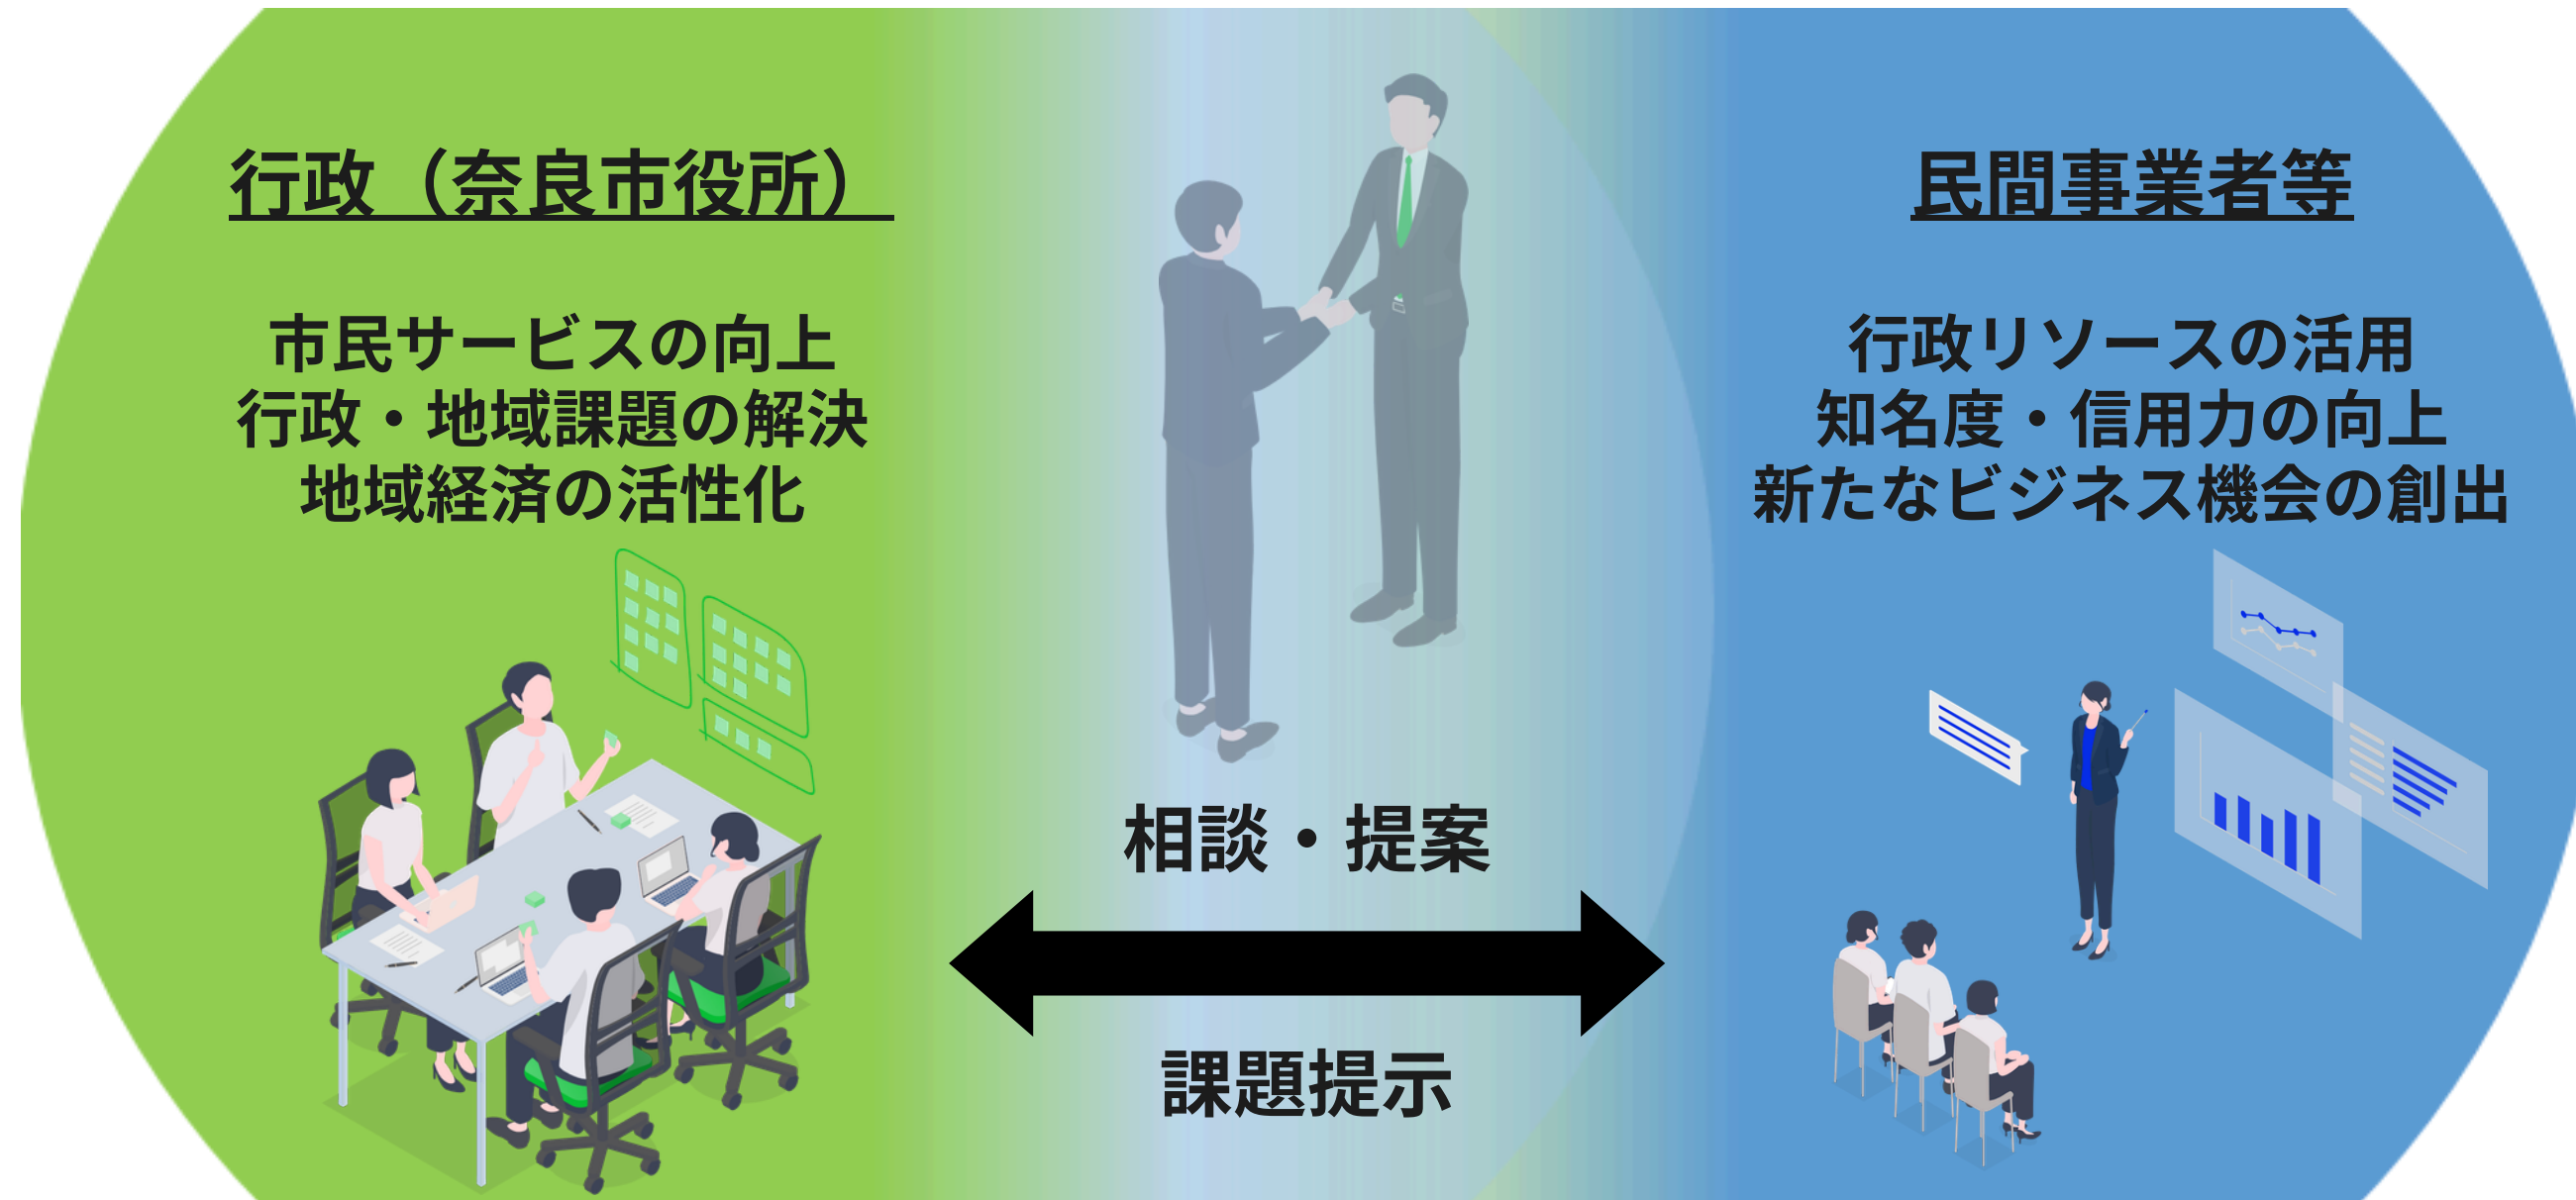 行政（奈良市役所）
市民サービスの向上
行政・地域課題の解決
地域経済の活性化
相談・提案
課題提示
民間事業者等
行政リソースの活用
知名度・信用力の向上
新たなビジネス機会の創出